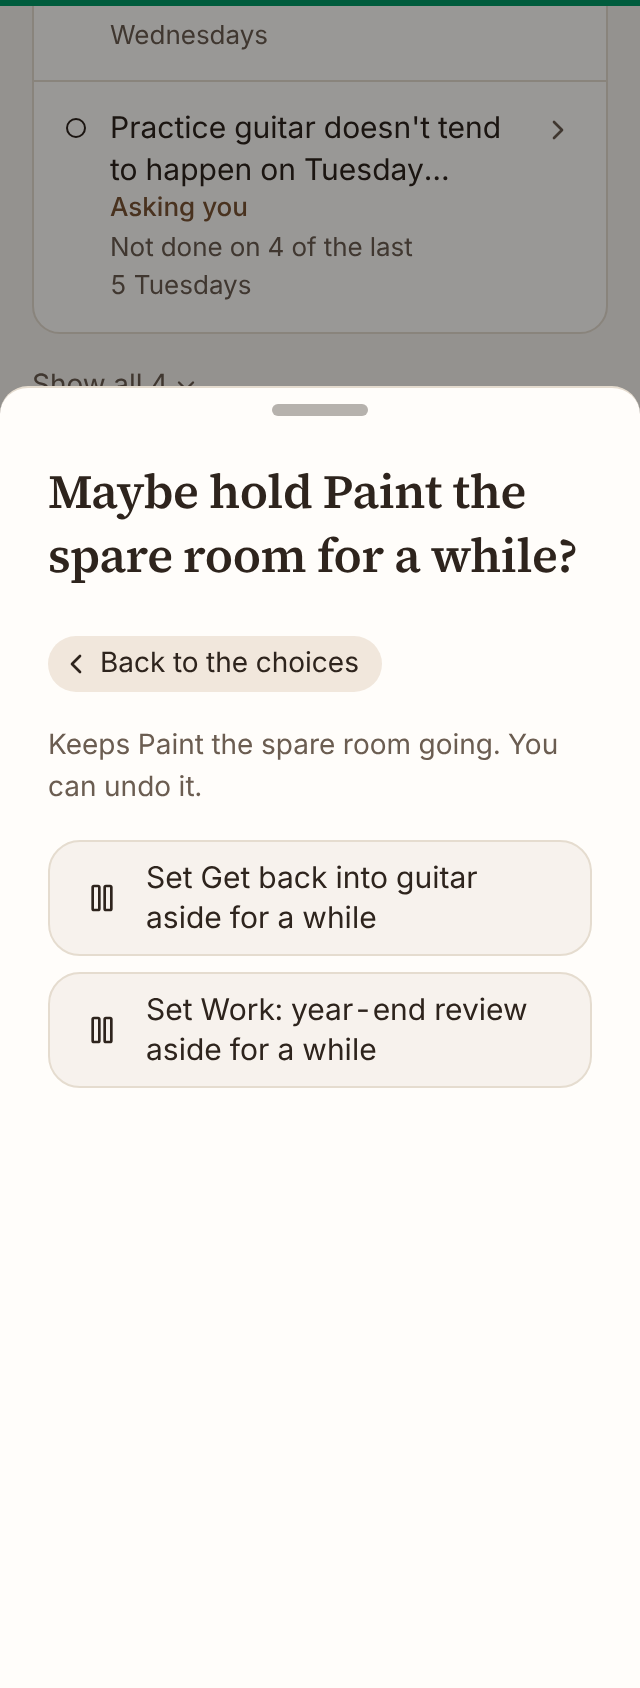 Wednesdays
Practice guitar doesn't tend
to happen on Tuesday...
Asking you
Not done on 4 of the last
5 Tuesdays
Show all 4
Maybe hold Paint the
spare room for a while?
Back to the choices
Keeps Paint the spare room going. You
can undo it.
Set Get back into guitar
aside for a while
Set Work: year-end review
aside for a while